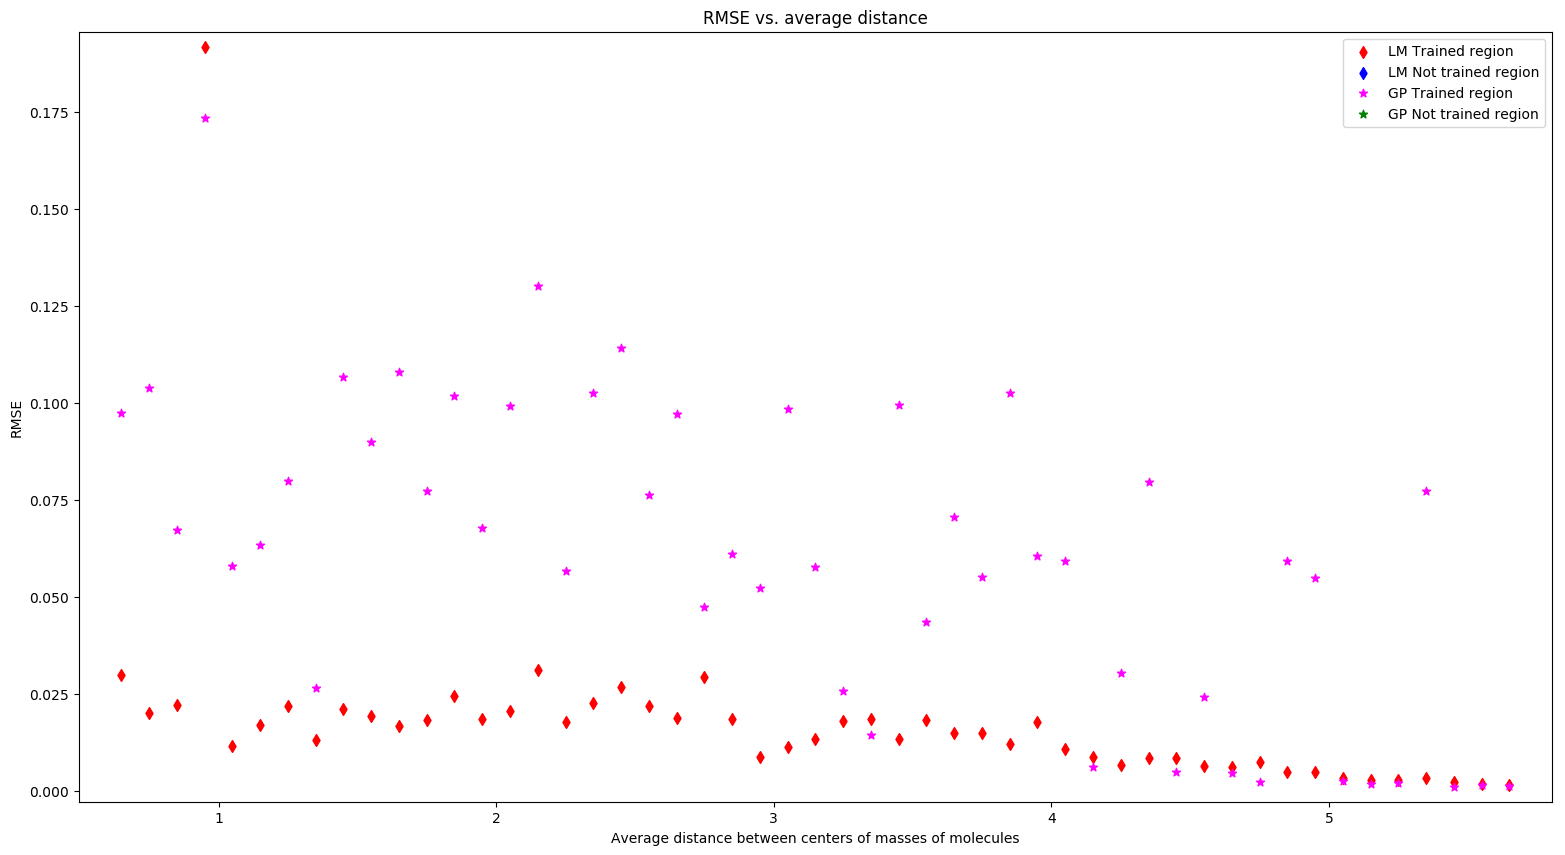 RMSE vs. average distance
LM Trained region
LM Not trained region
GP Trained region
GP Not trained region
RMSE
0.175
0.150
0.125
0.100
0.075
0.050
0.025
0.000
1 2 3 4 5
Average distance between centers of masses of molecules